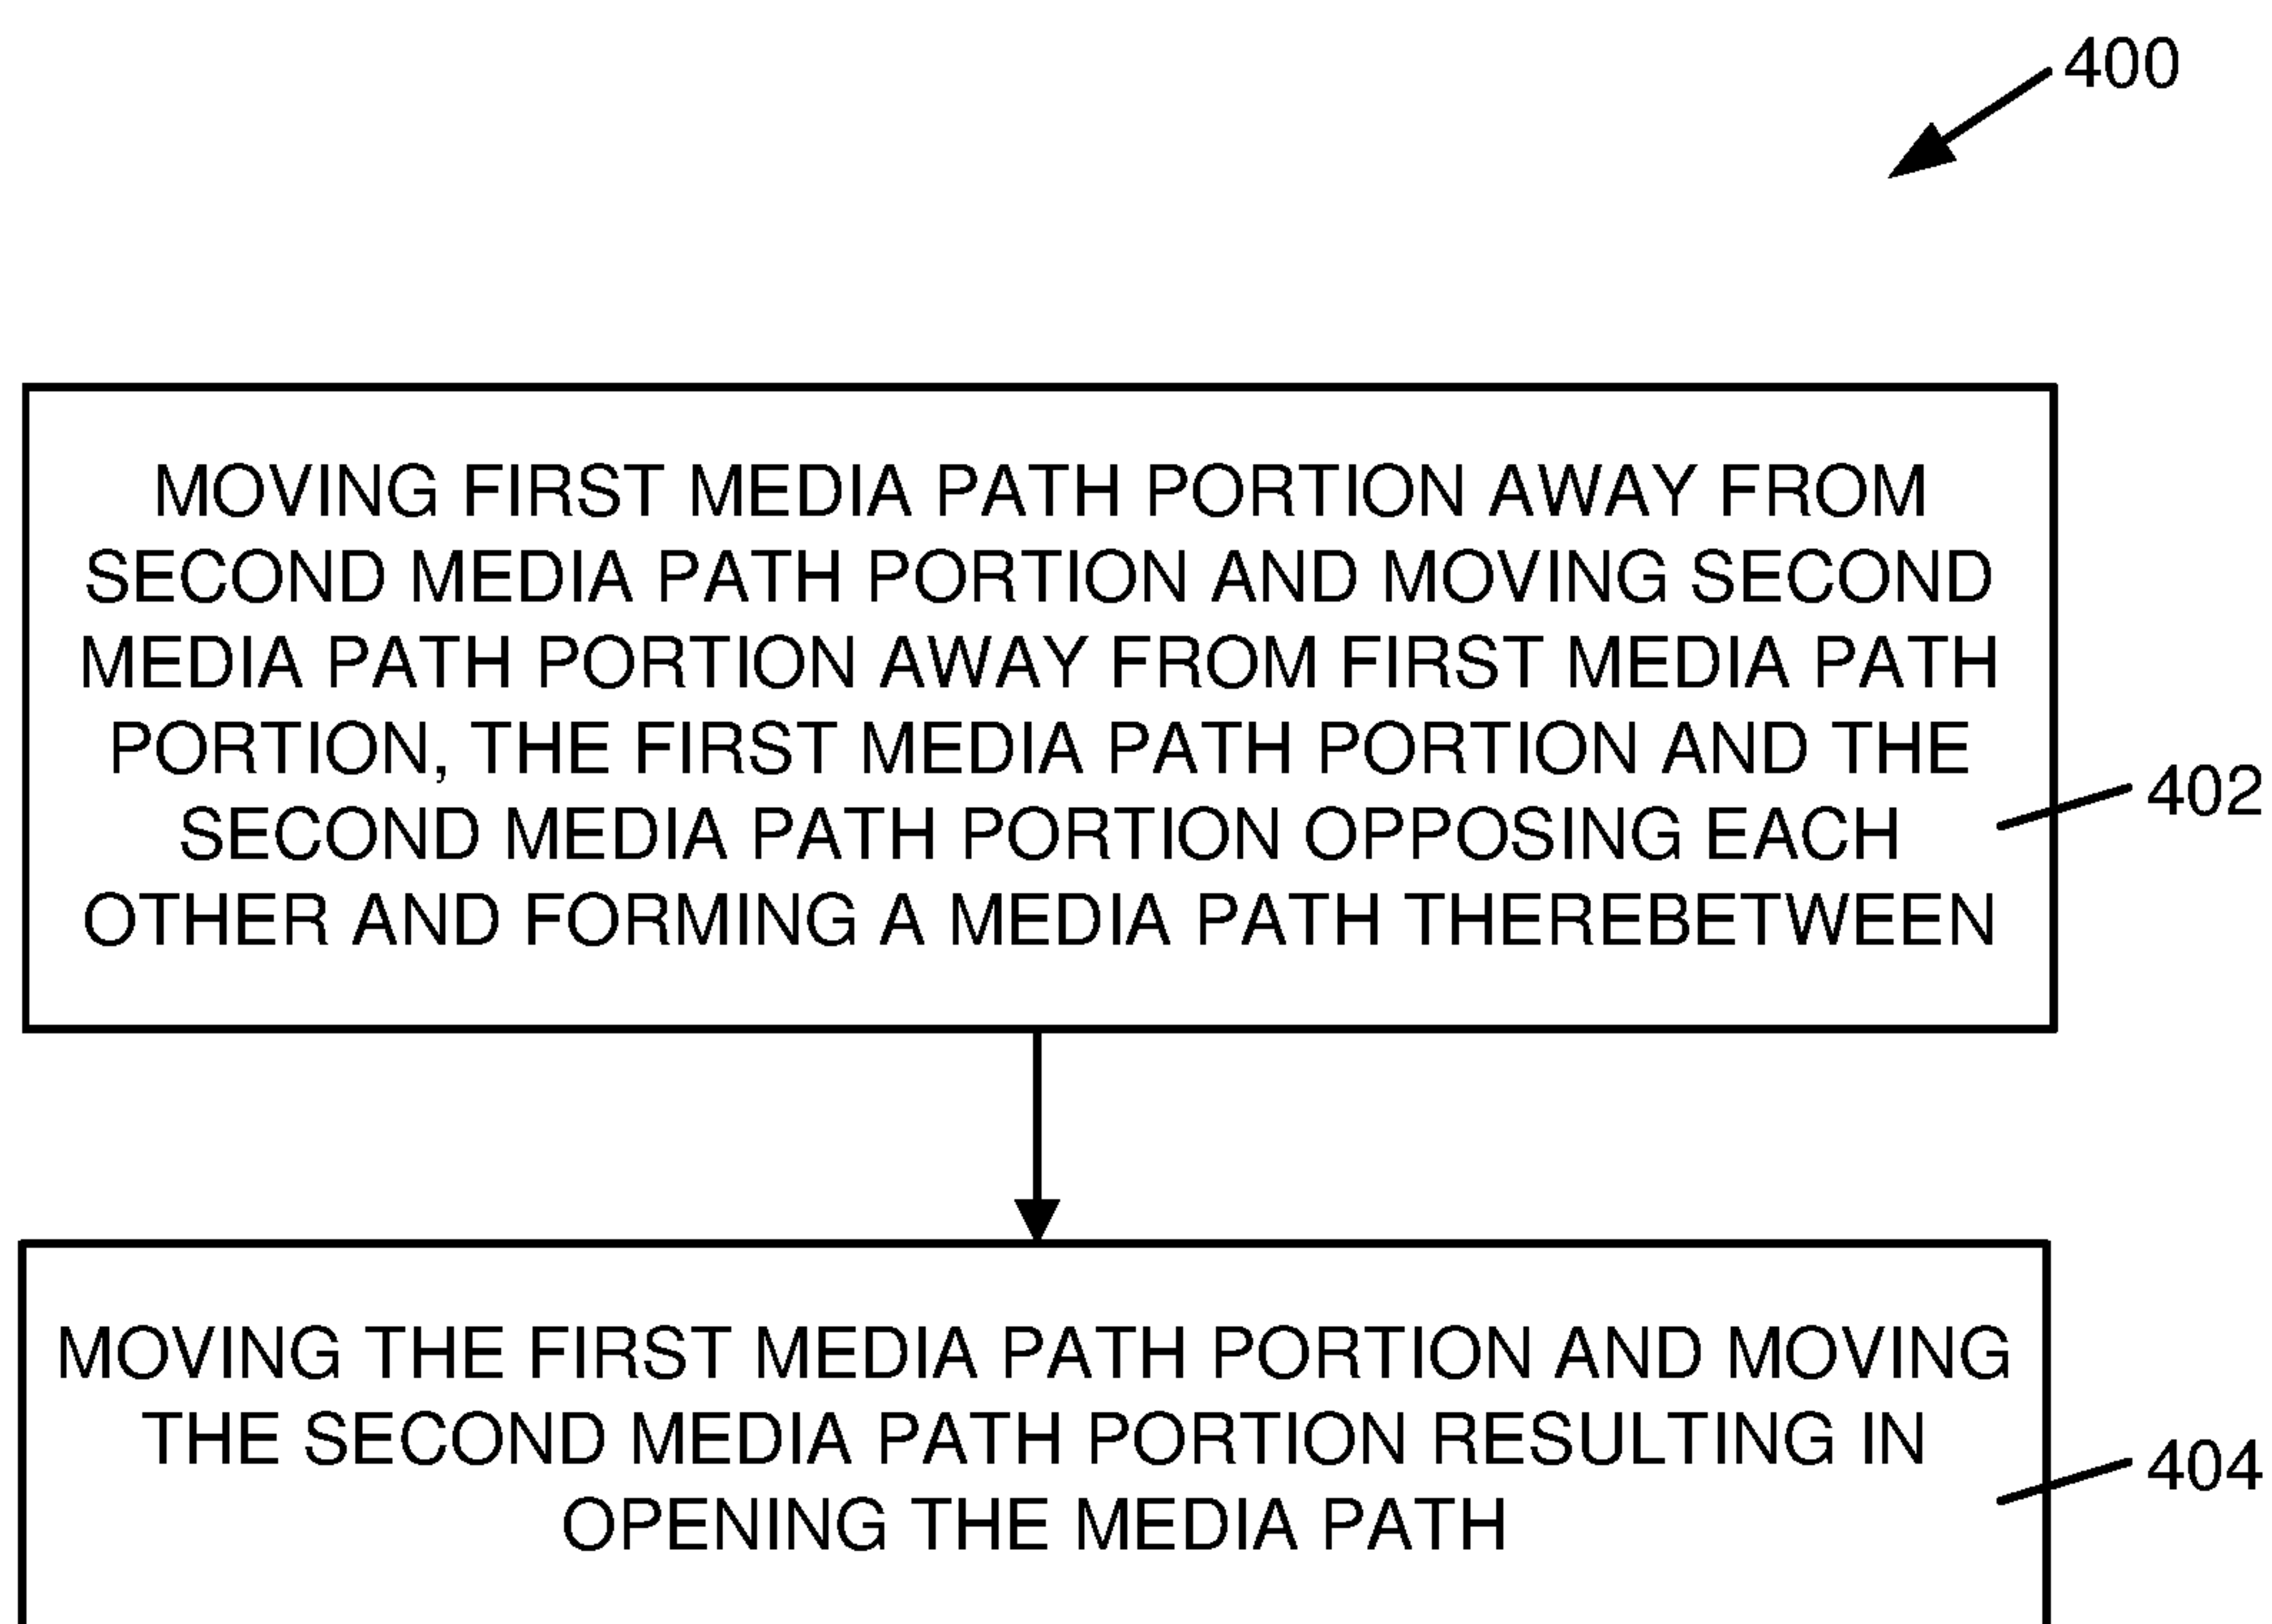 400
MOVING FIRST MEDIA PATH PORTION AWAY FROM
SECOND MEDIA PATH PORTION AND MOVING SECOND
MEDIA PATH PORTION AWAY FROM FIRST MEDIA PATH
PORTION, THE FIRST MEDIA PATH PORTION AND THE
SECOND MEDIA PATH PORTION OPPOSING EACH
OTHER AND FORMING A MEDIA PATH THEREBETWEEN
402
MOVING THE FIRST MEDIA PATH PORTION AND MOVING
THE SECOND MEDIA PATH PORTION RESULTING IN
OPENING THE MEDIA PATH
404